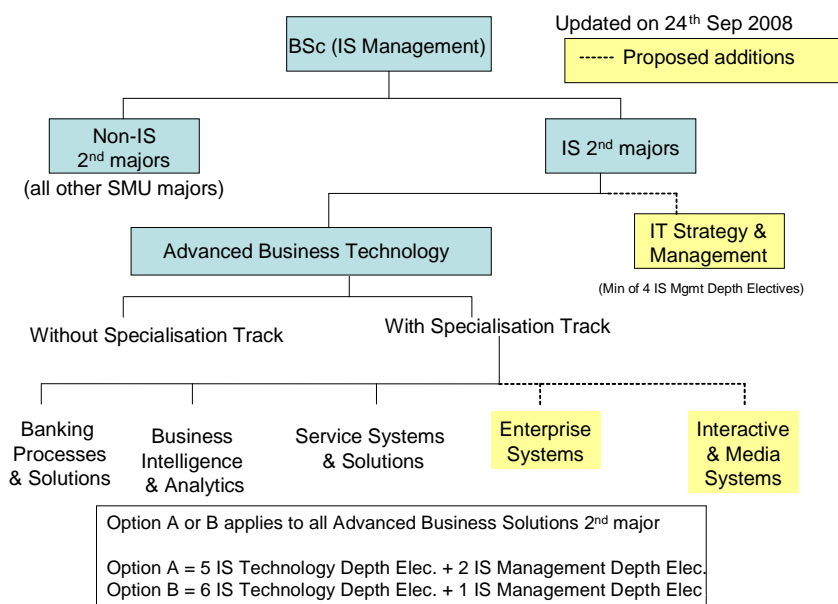 Updated on 24th Sep 2008
BSc (IS Management)
Proposed additions
Non-IS
2nd majors
(all other SMU majors)
IS 2nd majors
IT Strategy &
Management
(Min of 4 IS Mgmt Depth Electives)
Advanced Business Technology
Without Specialisation Track
With Specialisation Track
Banking
Processes
& Solutions
Business
Intelligence
& Analytics
Service Systems
& Solutions
Enterprise
Systems
Interactive
& Media
Systems
Option A or B applies to all Advanced Business Solutions 2nd major
Option A = 5 IS Technology Depth Elec. + 2 IS Management Depth Elec.
Option B = 6 IS Technology Depth Elec. + 1 IS Management Depth Elec